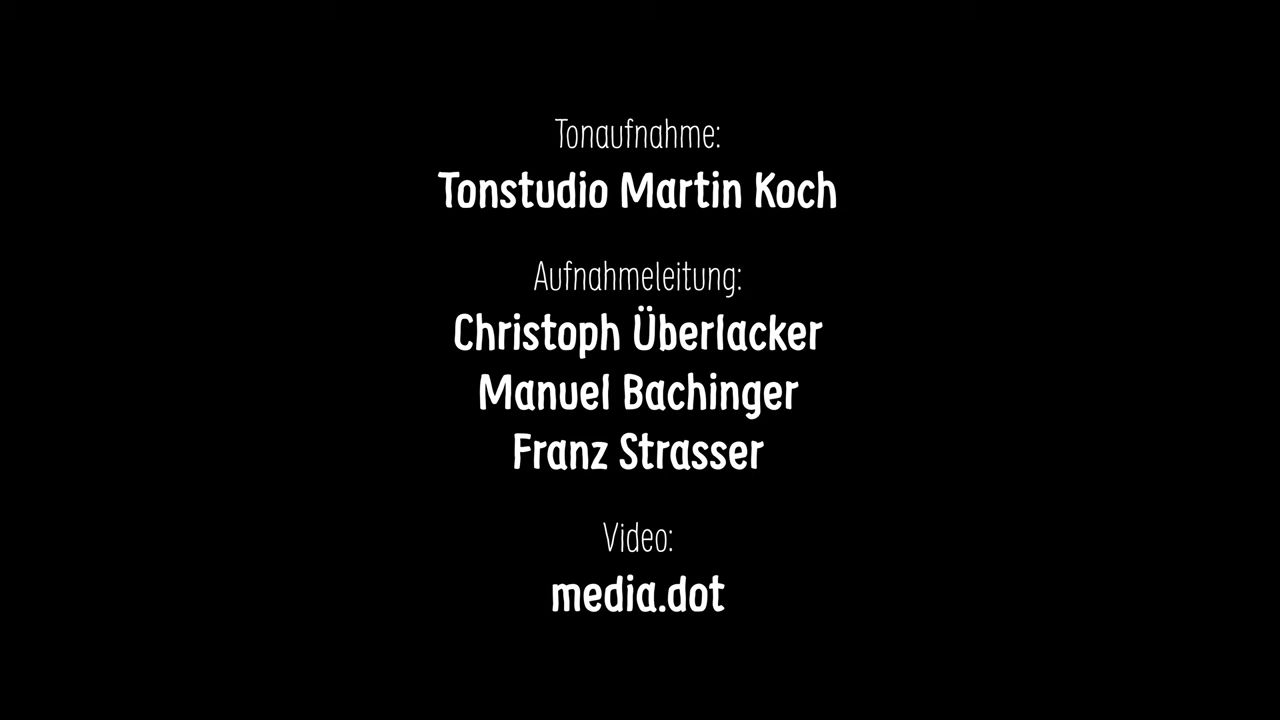 Tonaufnahme:
Tonstudio Martin Koch
Aufnahmeleitung:
Christoph Überlacker
Manuel Bachinger
Franz Strasser
Video:
media.dot